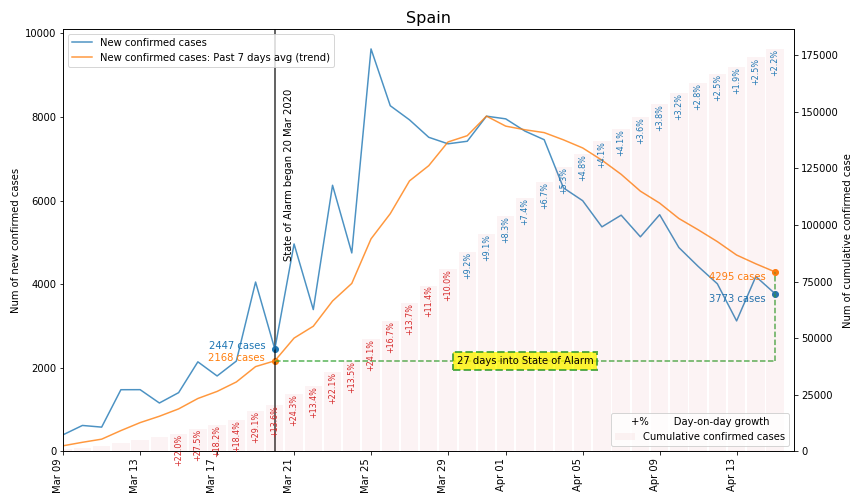 Spain
New confirmed cases
New confirmed cases: Past 7 days avg (trend)
Num of new confirmed cases
10000
8000
6000
4000
2000
0
State of Alarm began 20 Mar 2020
2447 cases
2168 cases
+22.0%
+27.5%
+18.2%
+18.4%
+29.1%
+13.6%
+24.3%
+13.4%
+22.1%
+13.5%
+24.1%
+16.7%
+13.7%
+11.4%
+10.0%
+9.2%
+9.1%
+8.3%
+7.4%
+6.7%
+5.3%
+4.8%
+4.1%
+4.1%
+3.6%
+3.8%
+3.2%
+2.8%
+2.5%
+1.9%
+2.5%
+2.2%
4295 cases
3773 cases
27 days into State of Alarm
+% Day-on-day growth
Cumulative confirmed cases
175000
150000
125000
100000
75000
50000
25000
0
Num of cumulative confirmed case
Mar 09
Mar 13
Mar 17
Mar 21
Mar 25
Mar 29
Apr 01
Apr 05
Apr 09
Apr 13